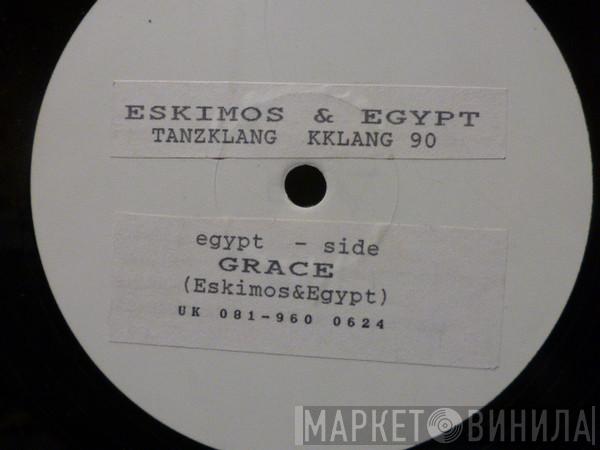 ESKIMOS & EGYPT
TANZKLANG KKLANG 90
egypt - side
GRACE
(Eskimos&Egypt)
UK 081-960 0624
МАРКЕТ ВИНИЛА